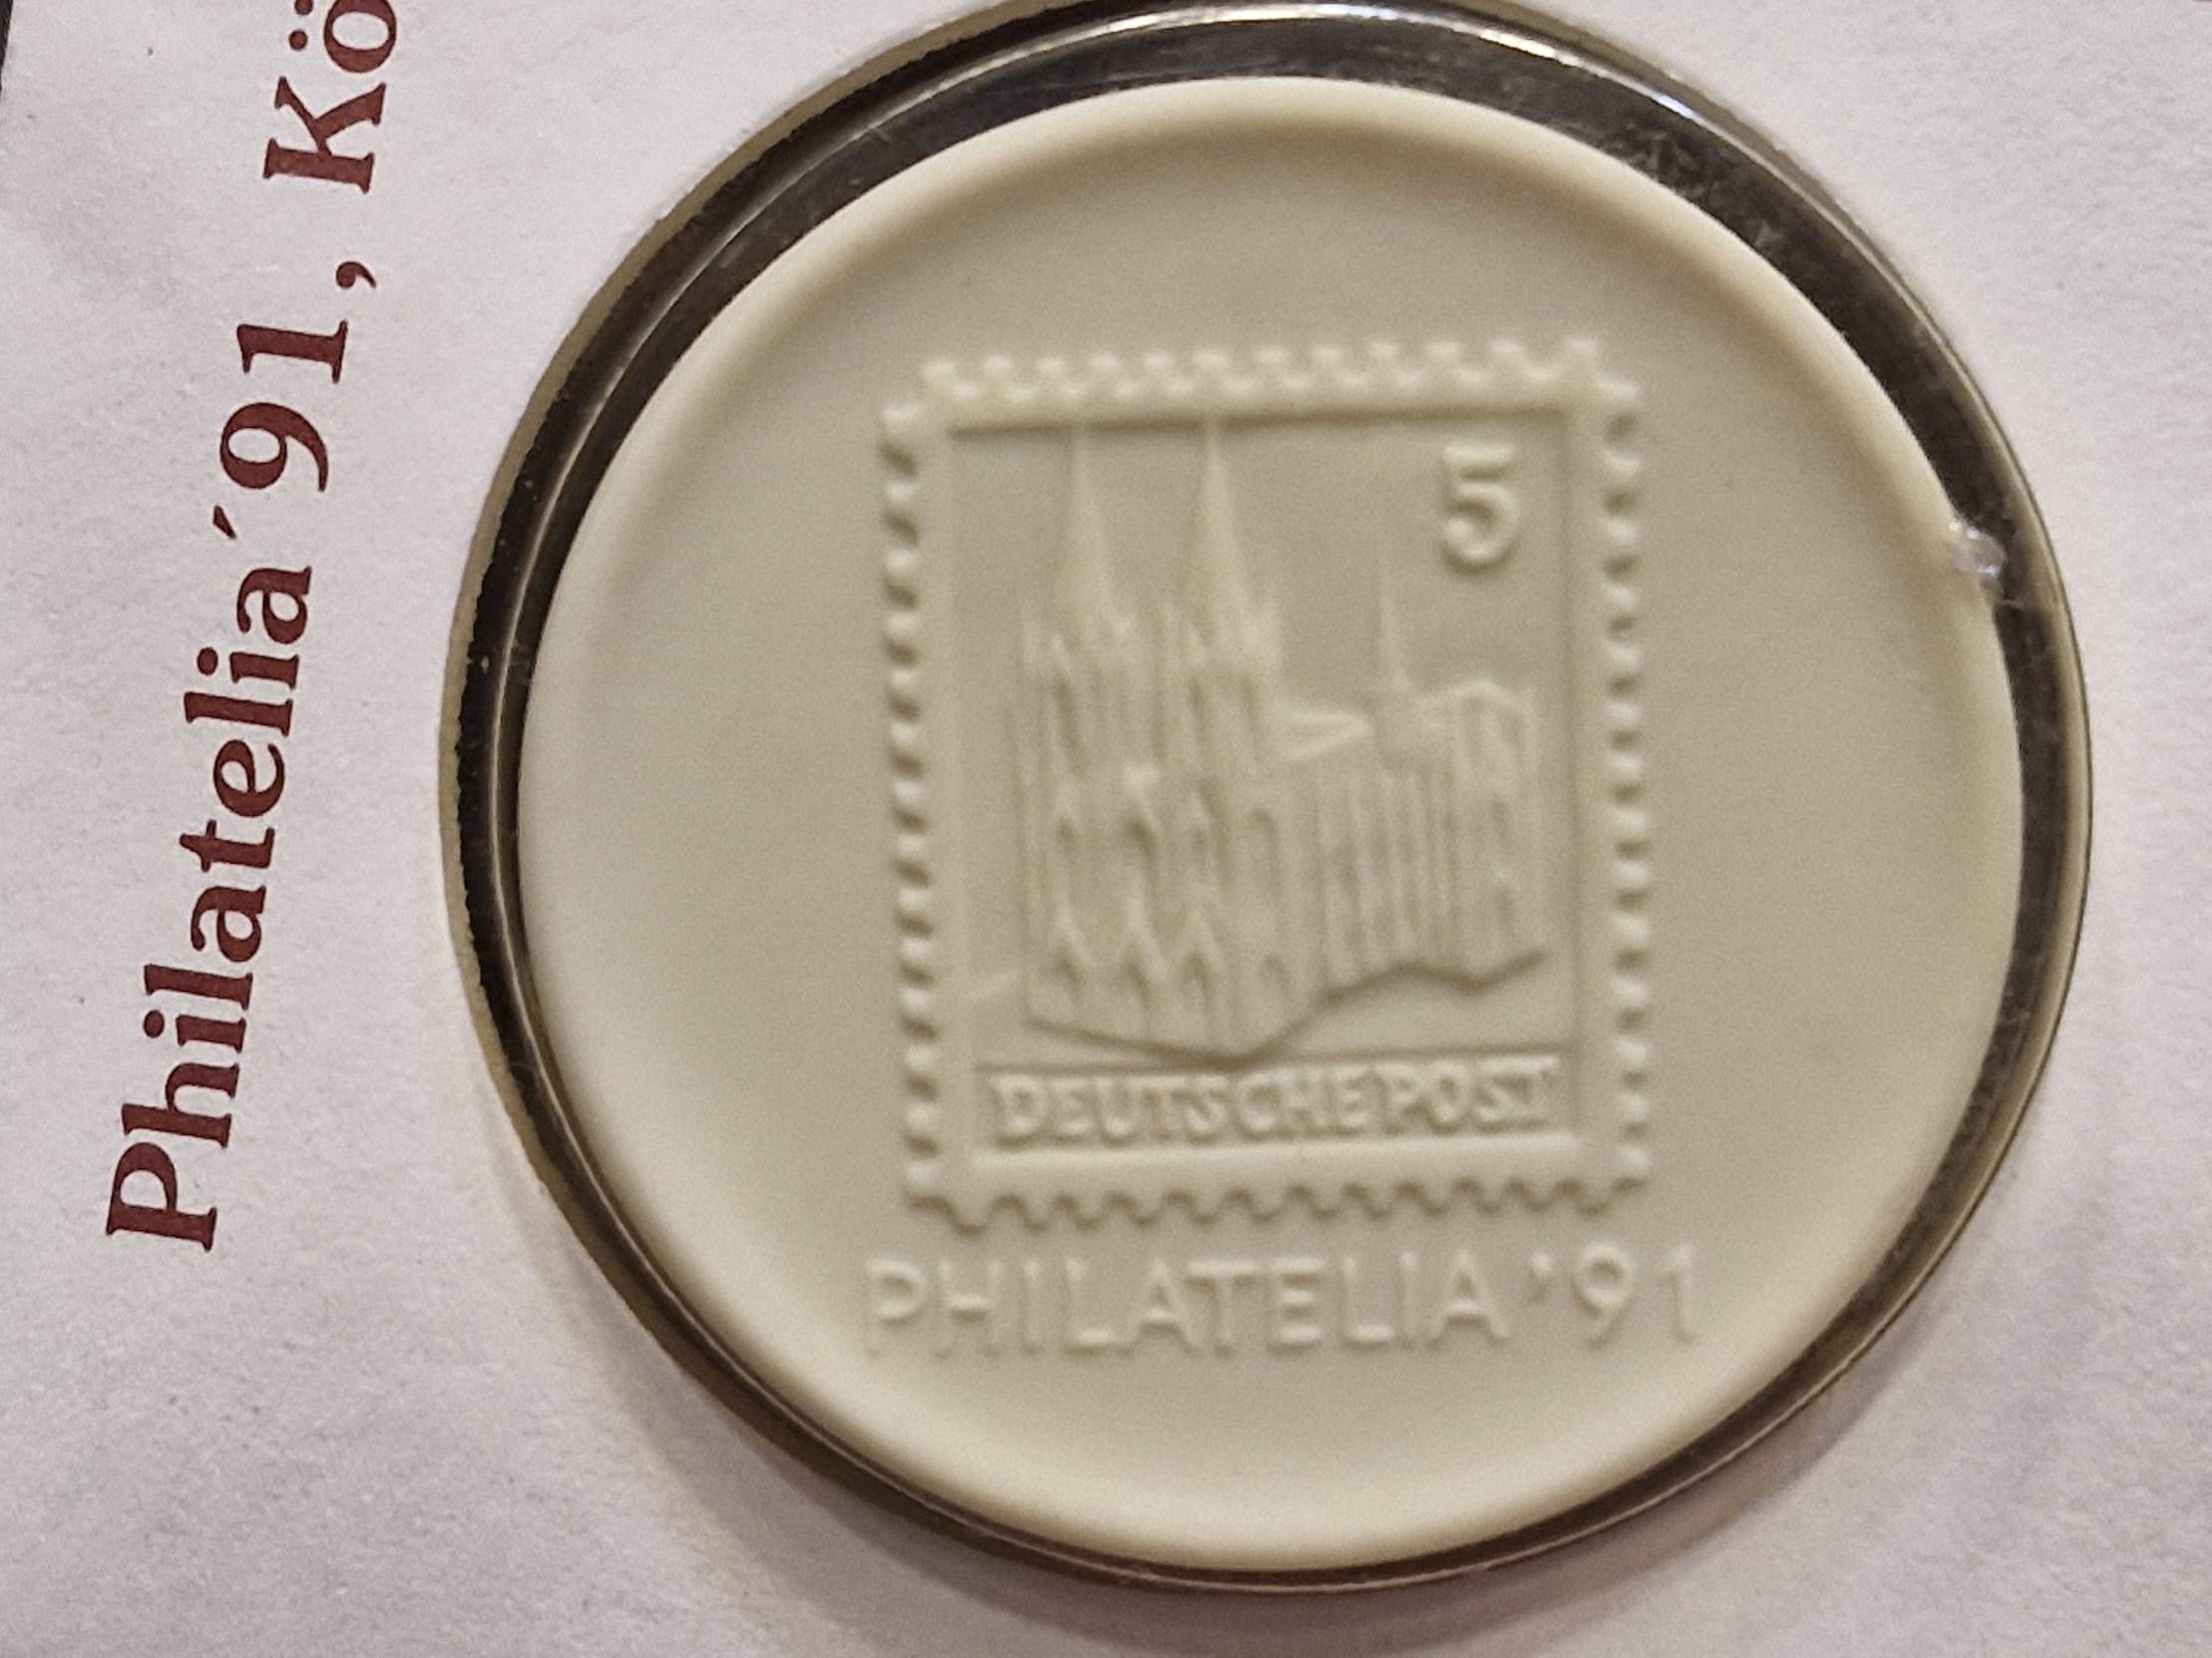 Philatelia´91, Kö
5
DEUTSCHE POST
PHILATELIA '91